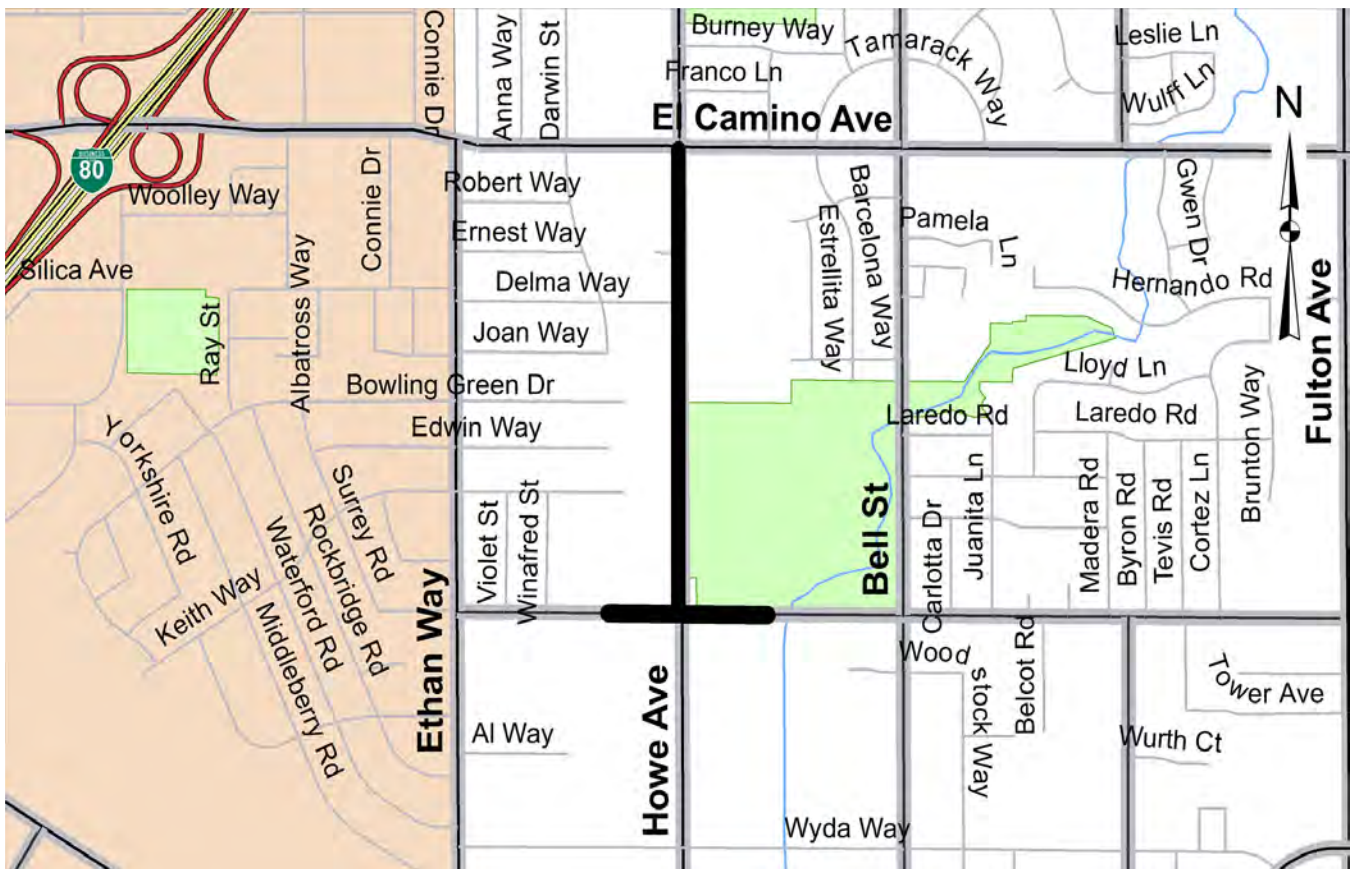 Connie Dr
Anna Way
Darwin St
Burney Way
Tamarack Way
Leslie Ln
Franco Ln
Wulff Ln
El Camino Ave
N
80
Woolley Way
Connie Dr
Robert Way
Ernest Way
Delma Way
Joan Way
Estrellita Way
Barcelona Way
Pamela Ln
Gwen Dr
Hernando Rd
Silica Ave
Ray St
Albatross Way
Bowling Green Dr
Edwin Way
Lloyd Ln
Laredo Rd
Laredo Rd
Brunton Way
Fulton Ave
Yorkshire Rd
Surrey Rd
Rockbridge Rd
Waterford Rd
Middleberry Rd
Keith Way
Violet St
Winafred St
Bell St
Carlotta Dr
Juanita Ln
Madera Rd
Byron Rd
Tevis Rd
Cortez Ln
Ethan Way
Howe Ave
Al Way
Woodstock Way
Belcot Rd
Tower Ave
Wurth Ct
Wyda Way